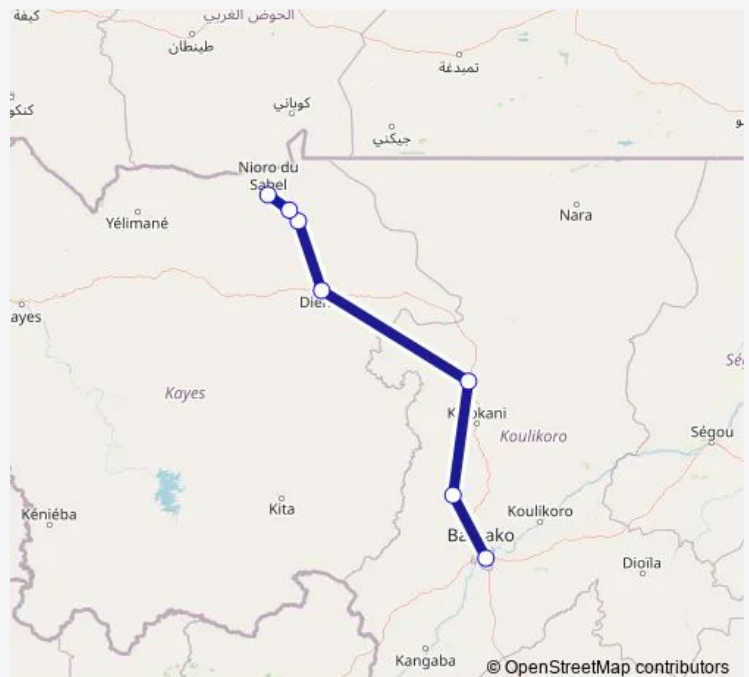 كيفة
الحوض الغربي
طينطان
تمبدغة
كوباني
جيكني
Nioro du
Sahel
Yélimané
Nara
ayes
Kayes
Koulikoro
Ségou
Kéniéba
Kita
Koulikoro
Dioïla
Kangaba
© OpenStreetMap contributors